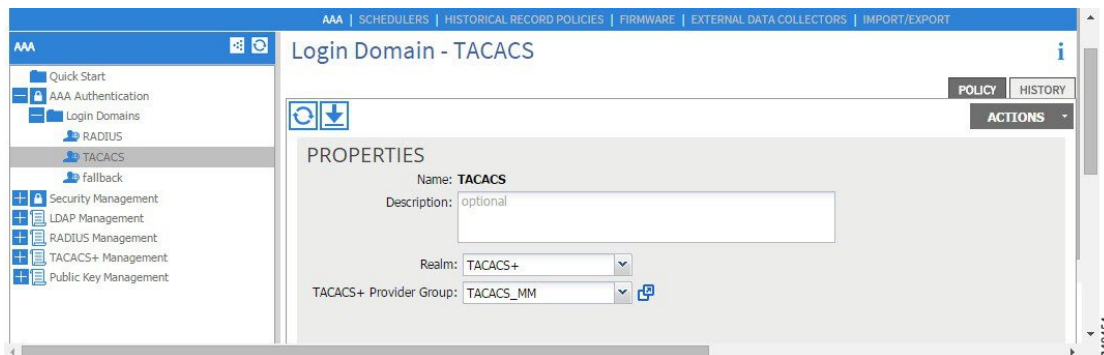 AAA | SCHEDULERS | HISTORICAL RECORD POLICIES | FIRMWARE | EXTERNAL DATA COLLECTORS | IMPORT/EXPORT
AAA
Quick Start
AAA Authentication
Login Domains
RADIUS
TACACS
fallback
Security Management
LDAP Management
RADIUS Management
TACACS+ Management
Public Key Management
Login Domain - TACACS
i
POLICY HISTORY
ACTIONS
PROPERTIES
Name: TACACS
Description: optional
Realm: TACACS+
TACACS+ Provider Group: TACACS_MM